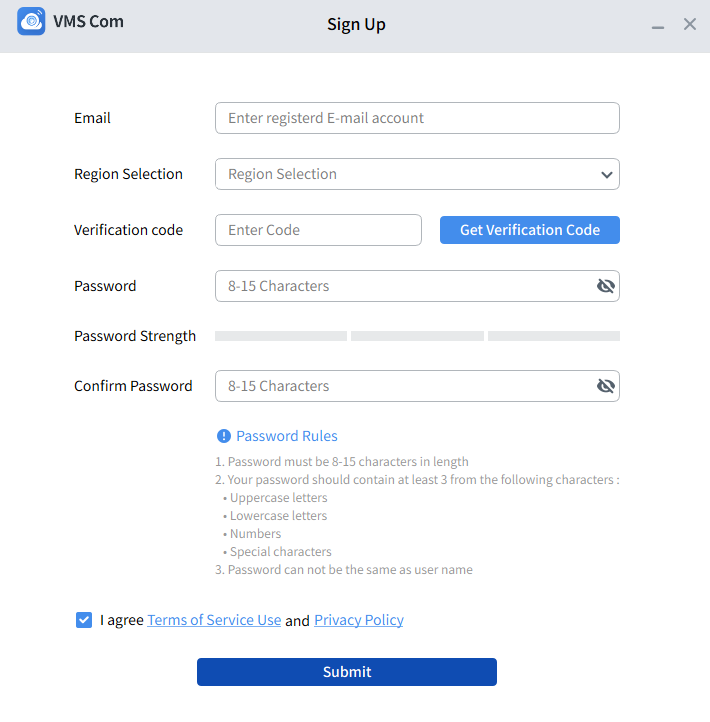 VMS Com
Sign Up
Email
Enter registerd E-mail account
Region Selection
Region Selection
Verification code
Enter Code
Get Verification Code
Password
8-15 Characters
Password Strength
Confirm Password
8-15 Characters
Password Rules
1. Password must be 8-15 characters in length
2. Your password should contain at least 3 from the following characters :
• Uppercase letters
• Lowercase letters
• Numbers
• Special characters
3. Password can not be the same as user name
I agree Terms of Service Use and Privacy Policy
Submit